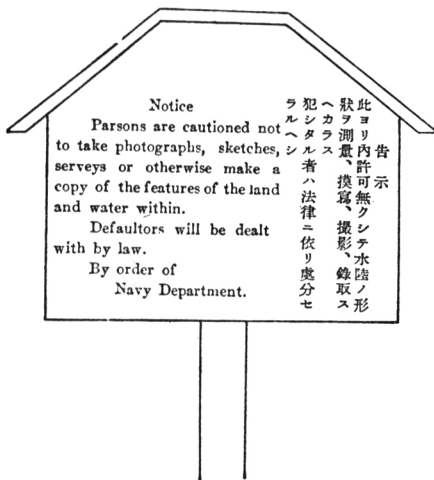 Notice
Parsons are cautioned not
to take photographs, sketches,
serveys or otherwise make a
copy of the features of the land
and water within.
Defaultors will be dealt
with by law.
By order of
Navy Department.
告示
此ヨリ內許可無クシテ水陸ノ形
狀ヲ測量、摸寫、撮影、錄取ス
ヘカラス
犯シタル者ハ法律ニ依リ處分セ
ラルヘシ